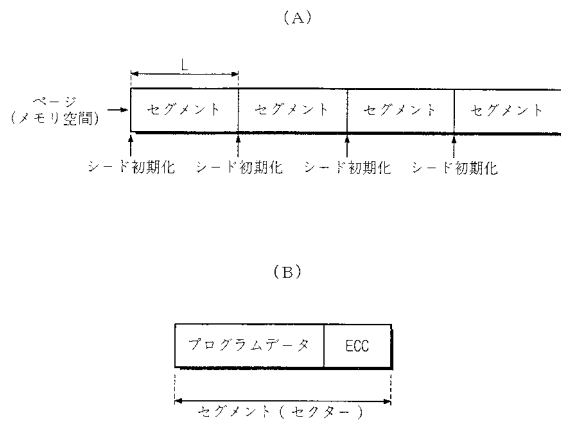 (A)
L
ページ
(メモリ空間)
セグメント セグメント セグメント セグメント
シード初期化 シード初期化 シード初期化 シード初期化
(B)
プログラムデータ ECC
セグメント(セクター)